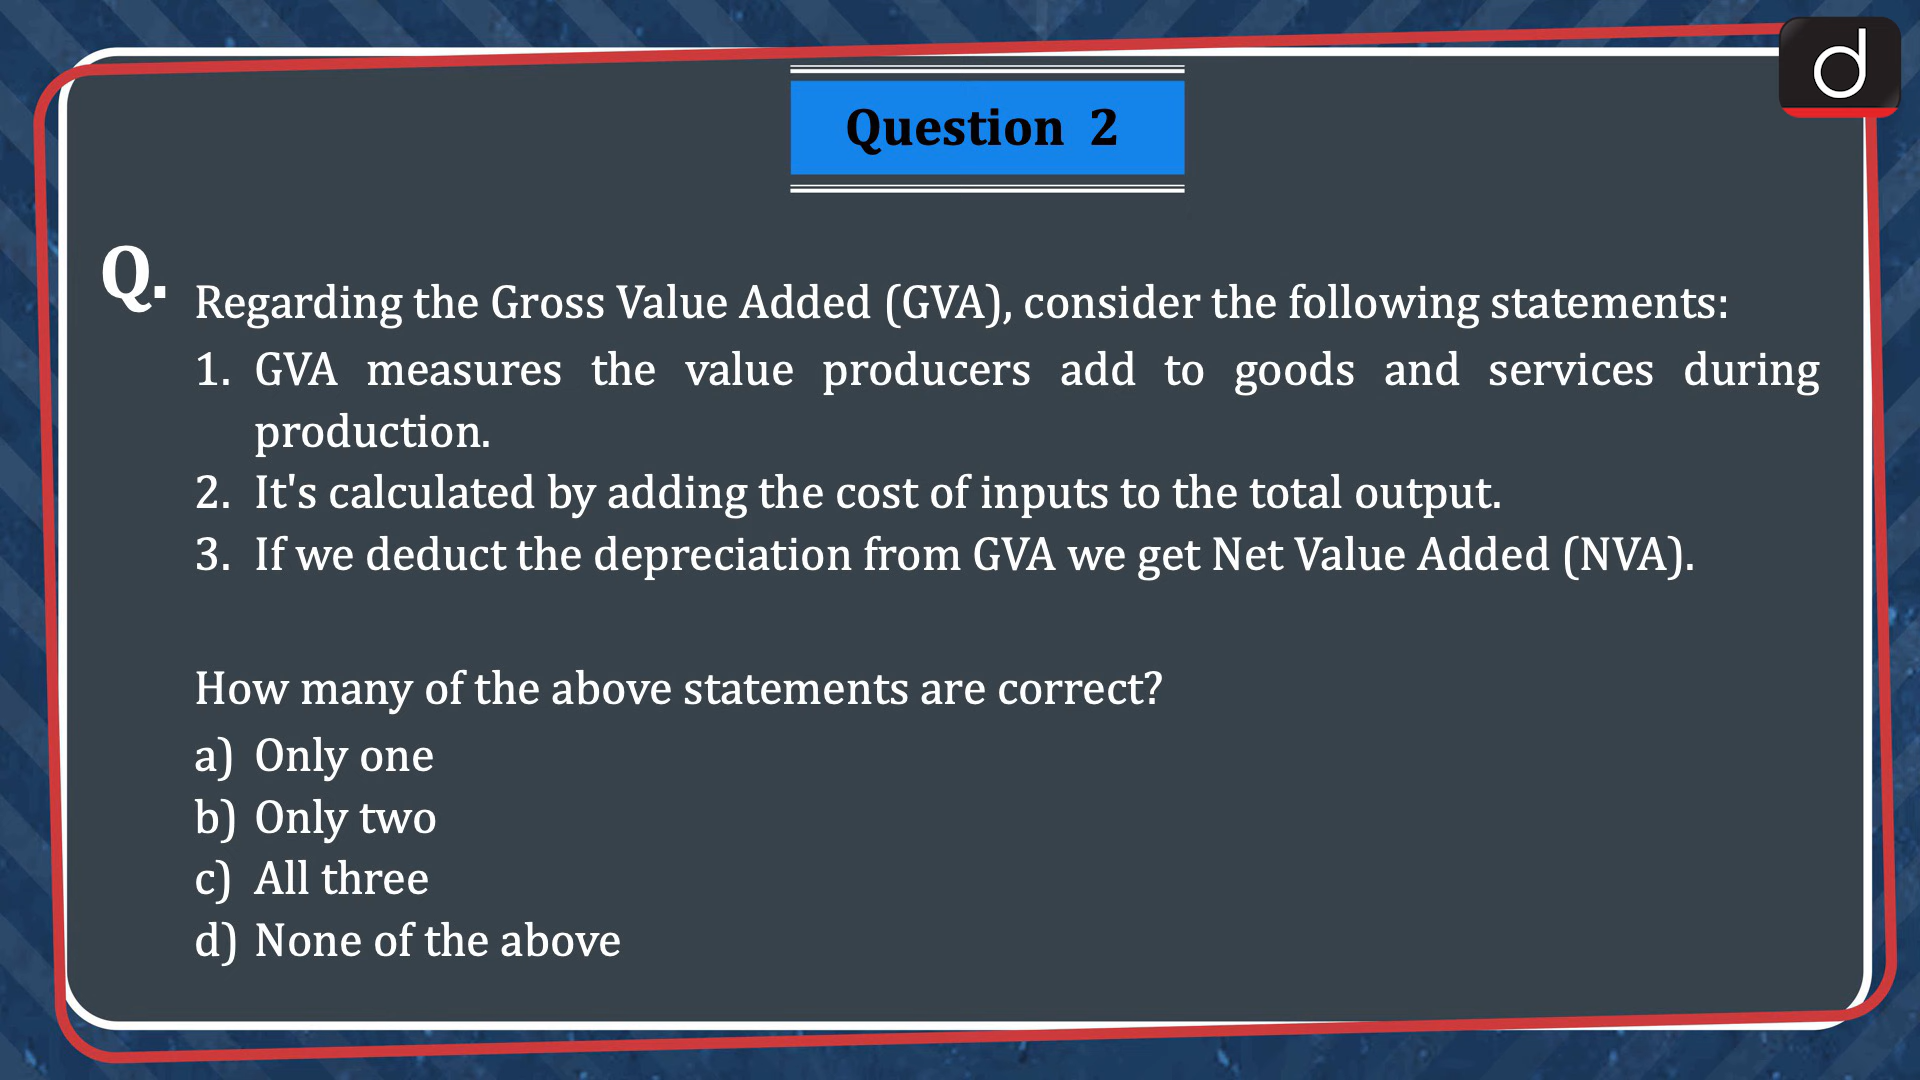 d
Question 2
Q.
Regarding the Gross Value Added (GVA), consider the following statements:
1. GVA measures the value producers add to goods and services during
production.
2. It's calculated by adding the cost of inputs to the total output.
3. If we deduct the depreciation from GVA we get Net Value Added (NVA).
How many of the above statements are correct?
a) Only one
b) Only two
c) All three
d) None of the above